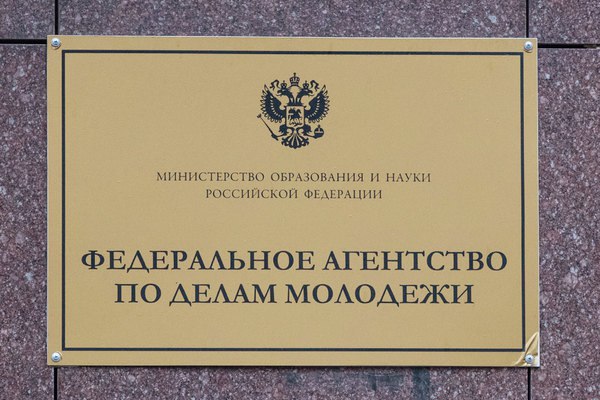 МИНИСТЕРСТВО ОБРАЗОВАНИЯ И НАУКИ
РОССИЙСКОЙ ФЕДЕРАЦИИ
ФЕДЕРАЛЬНОЕ АГЕНТСТВО
ПО ДЕЛАМ МОЛОДЕЖИ